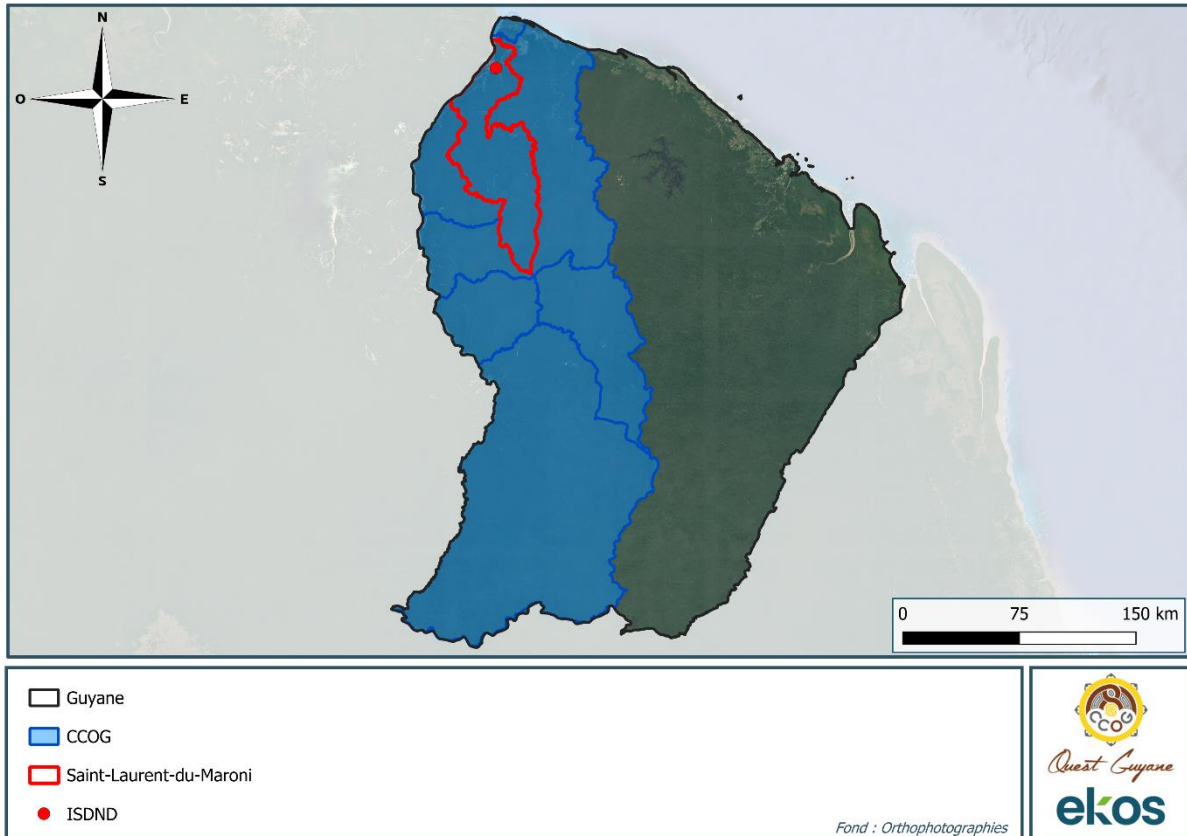 N
O
E
S
0 75 150 km
Guyane
CCOG
Saint-Laurent-du-Maroni
ISDND
Fond : Orthophotographies
CCOG
Ouest Guyane
ekos